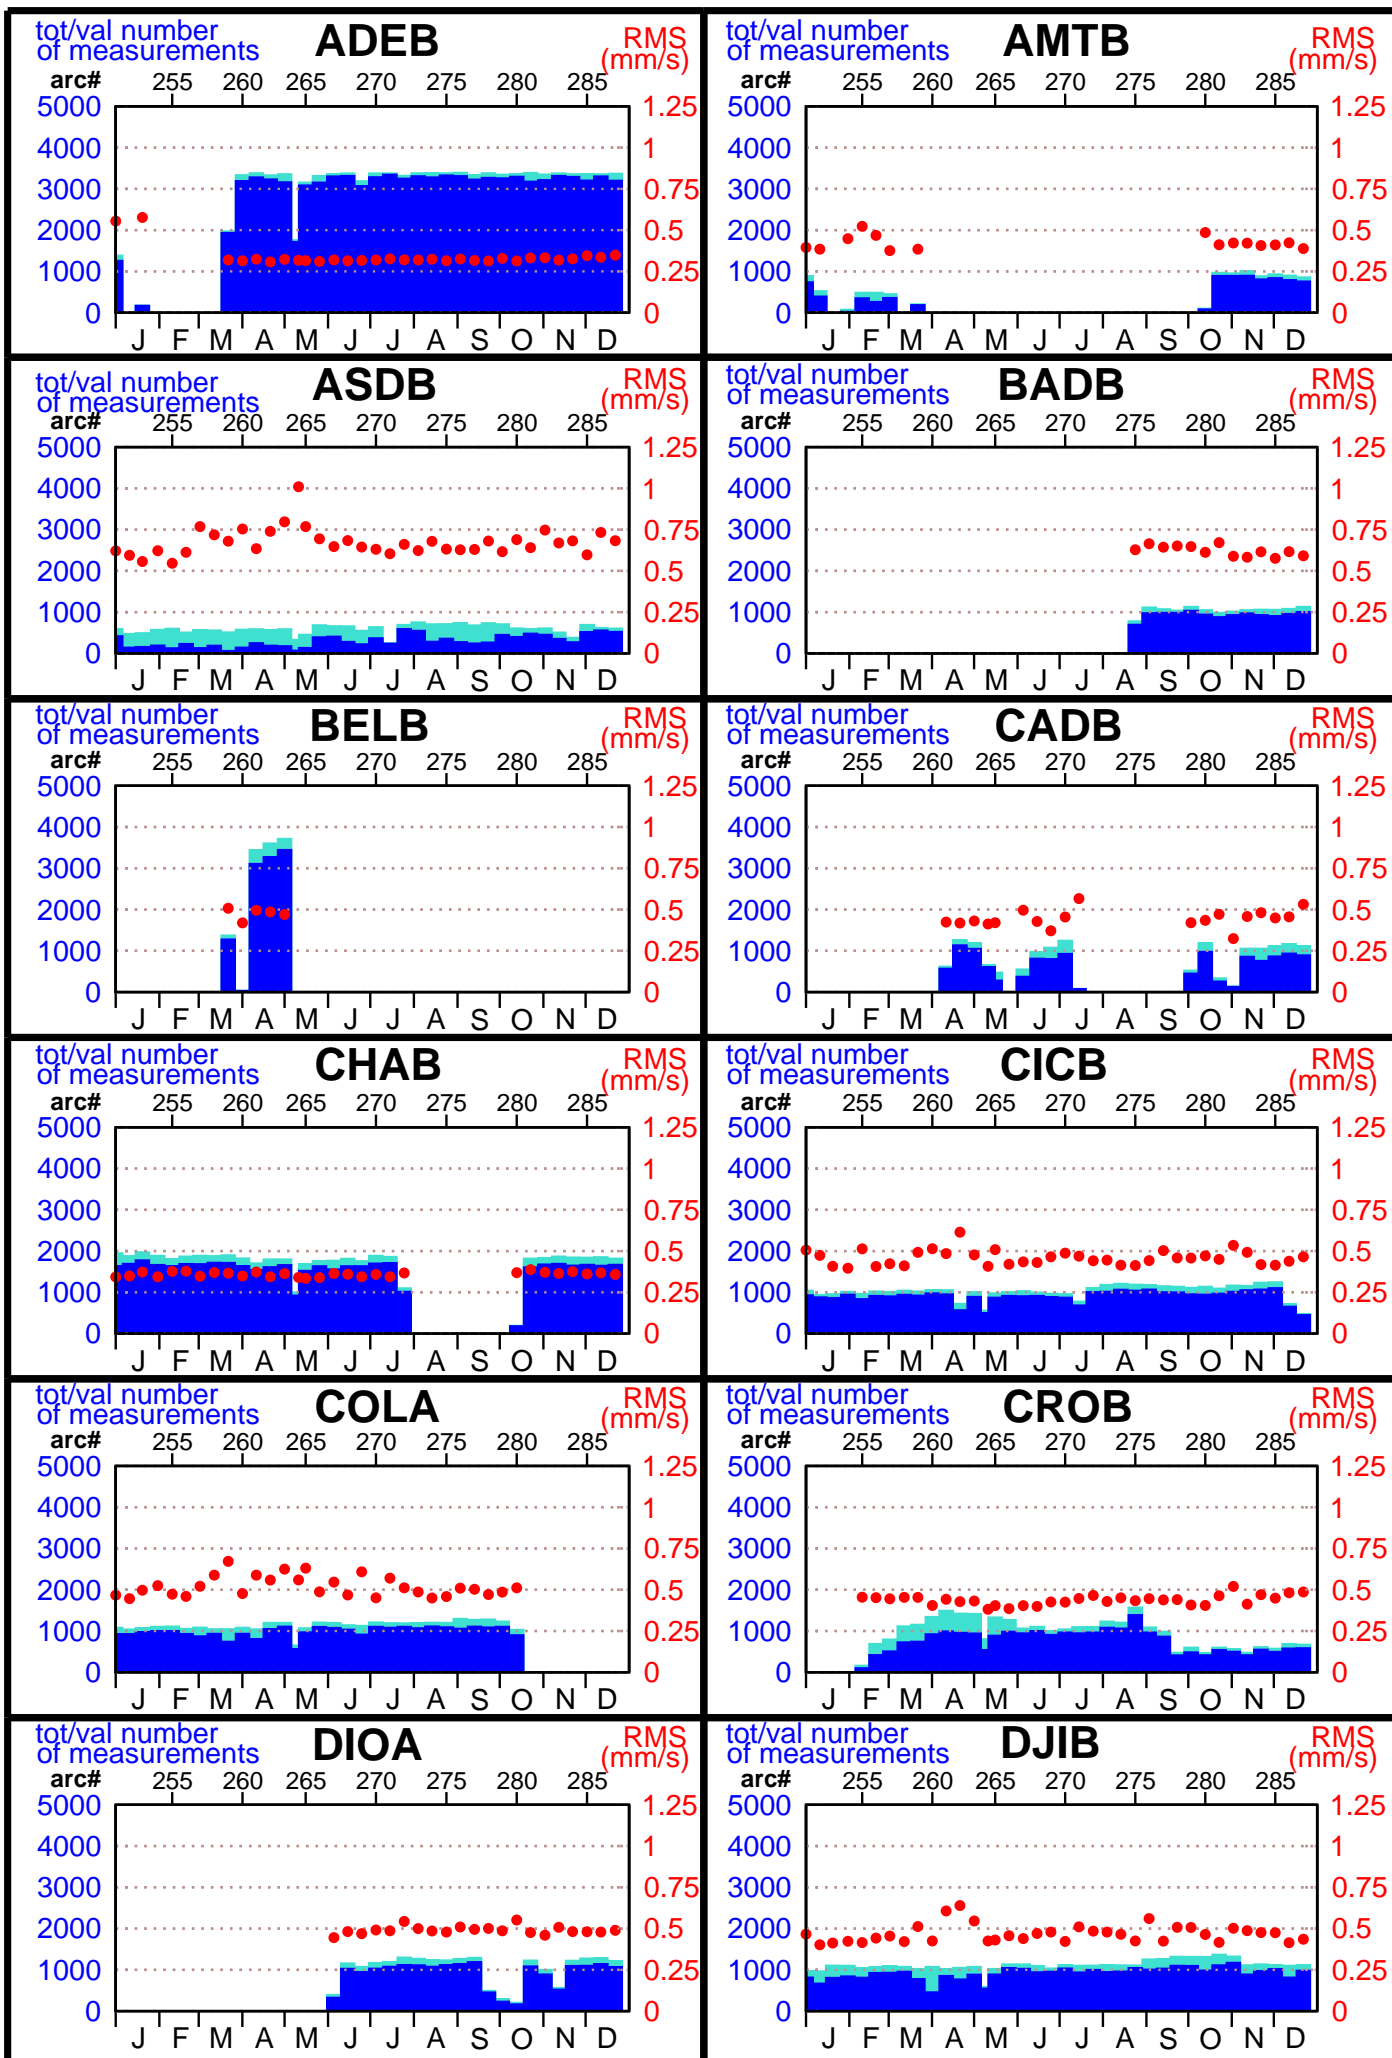 tot/val number
of measurements
ADEB
RMS
(mm/s)
arc# 255 260 265 270 275 280 285
5000 1.25
4000 1
3000 0.75
2000 0.5
1000 0.25
0 0
J F M A M J J A S O N D
tot/val number
of measurements
AMTB
RMS
(mm/s)
arc# 255 260 265 270 275 280 285
5000 1.25
4000 1
3000 0.75
2000 0.5
1000 0.25
0 0
J F M A M J J A S O N D
tot/val number
of measurements
ASDB
RMS
(mm/s)
arc# 255 260 265 270 275 280 285
5000 1.25
4000 1
3000 0.75
2000 0.5
1000 0.25
0 0
J F M A M J J A S O N D
tot/val number
of measurements
BADB
RMS
(mm/s)
arc# 255 260 265 270 275 280 285
5000 1.25
4000 1
3000 0.75
2000 0.5
1000 0.25
0 0
J F M A M J J A S O N D
tot/val number
of measurements
BELB
RMS
(mm/s)
arc# 255 260 265 270 275 280 285
5000 1.25
4000 1
3000 0.75
2000 0.5
1000 0.25
0 0
J F M A M J J A S O N D
tot/val number
of measurements
CADB
RMS
(mm/s)
arc# 255 260 265 270 275 280 285
5000 1.25
4000 1
3000 0.75
2000 0.5
1000 0.25
0 0
J F M A M J J A S O N D
tot/val number
of measurements
CHAB
RMS
(mm/s)
arc# 255 260 265 270 275 280 285
5000 1.25
4000 1
3000 0.75
2000 0.5
1000 0.25
0 0
J F M A M J J A S O N D
tot/val number
of measurements
CICB
RMS
(mm/s)
arc# 255 260 265 270 275 280 285
5000 1.25
4000 1
3000 0.75
2000 0.5
1000 0.25
0 0
J F M A M J J A S O N D
tot/val number
of measurements
COLA
RMS
(mm/s)
arc# 255 260 265 270 275 280 285
5000 1.25
4000 1
3000 0.75
2000 0.5
1000 0.25
0 0
J F M A M J J A S O N D
tot/val number
of measurements
CROB
RMS
(mm/s)
arc# 255 260 265 270 275 280 285
5000 1.25
4000 1
3000 0.75
2000 0.5
1000 0.25
0 0
J F M A M J J A S O N D
tot/val number
of measurements
DIOA
RMS
(mm/s)
arc# 255 260 265 270 275 280 285
5000 1.25
4000 1
3000 0.75
2000 0.5
1000 0.25
0 0
J F M A M J J A S O N D
tot/val number
of measurements
DJIB
RMS
(mm/s)
arc# 255 260 265 270 275 280 285
5000 1.25
4000 1
3000 0.75
2000 0.5
1000 0.25
0 0
J F M A M J J A S O N D